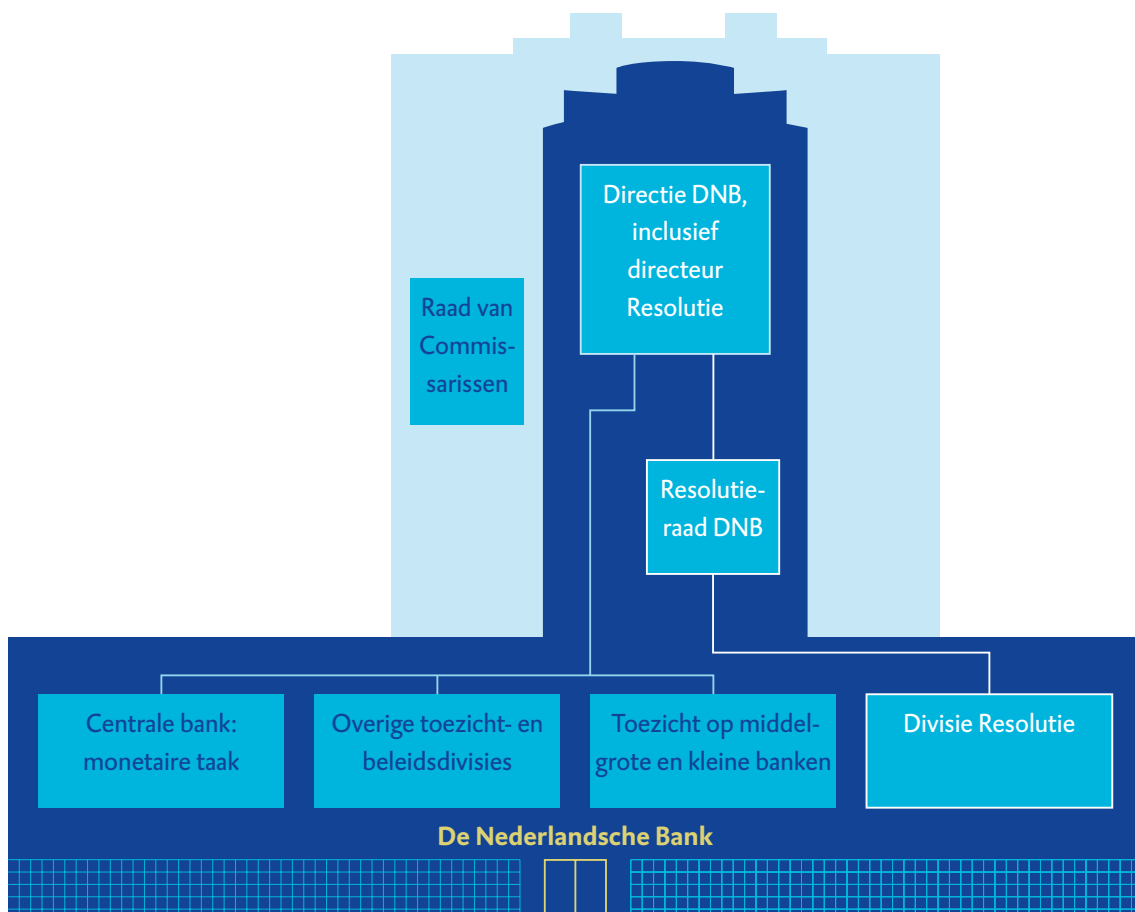 Directie DNB,
inclusief
directeur
Resolutie
Raad van
Commis-
sarissen
Resolutie-
raad DNB
Centrale bank:
monetaire taak
Overige toezicht- en
beleidsdivisies
Toezicht op middel-
grote en kleine banken
Divisie Resolutie
De Nederlandsche Bank